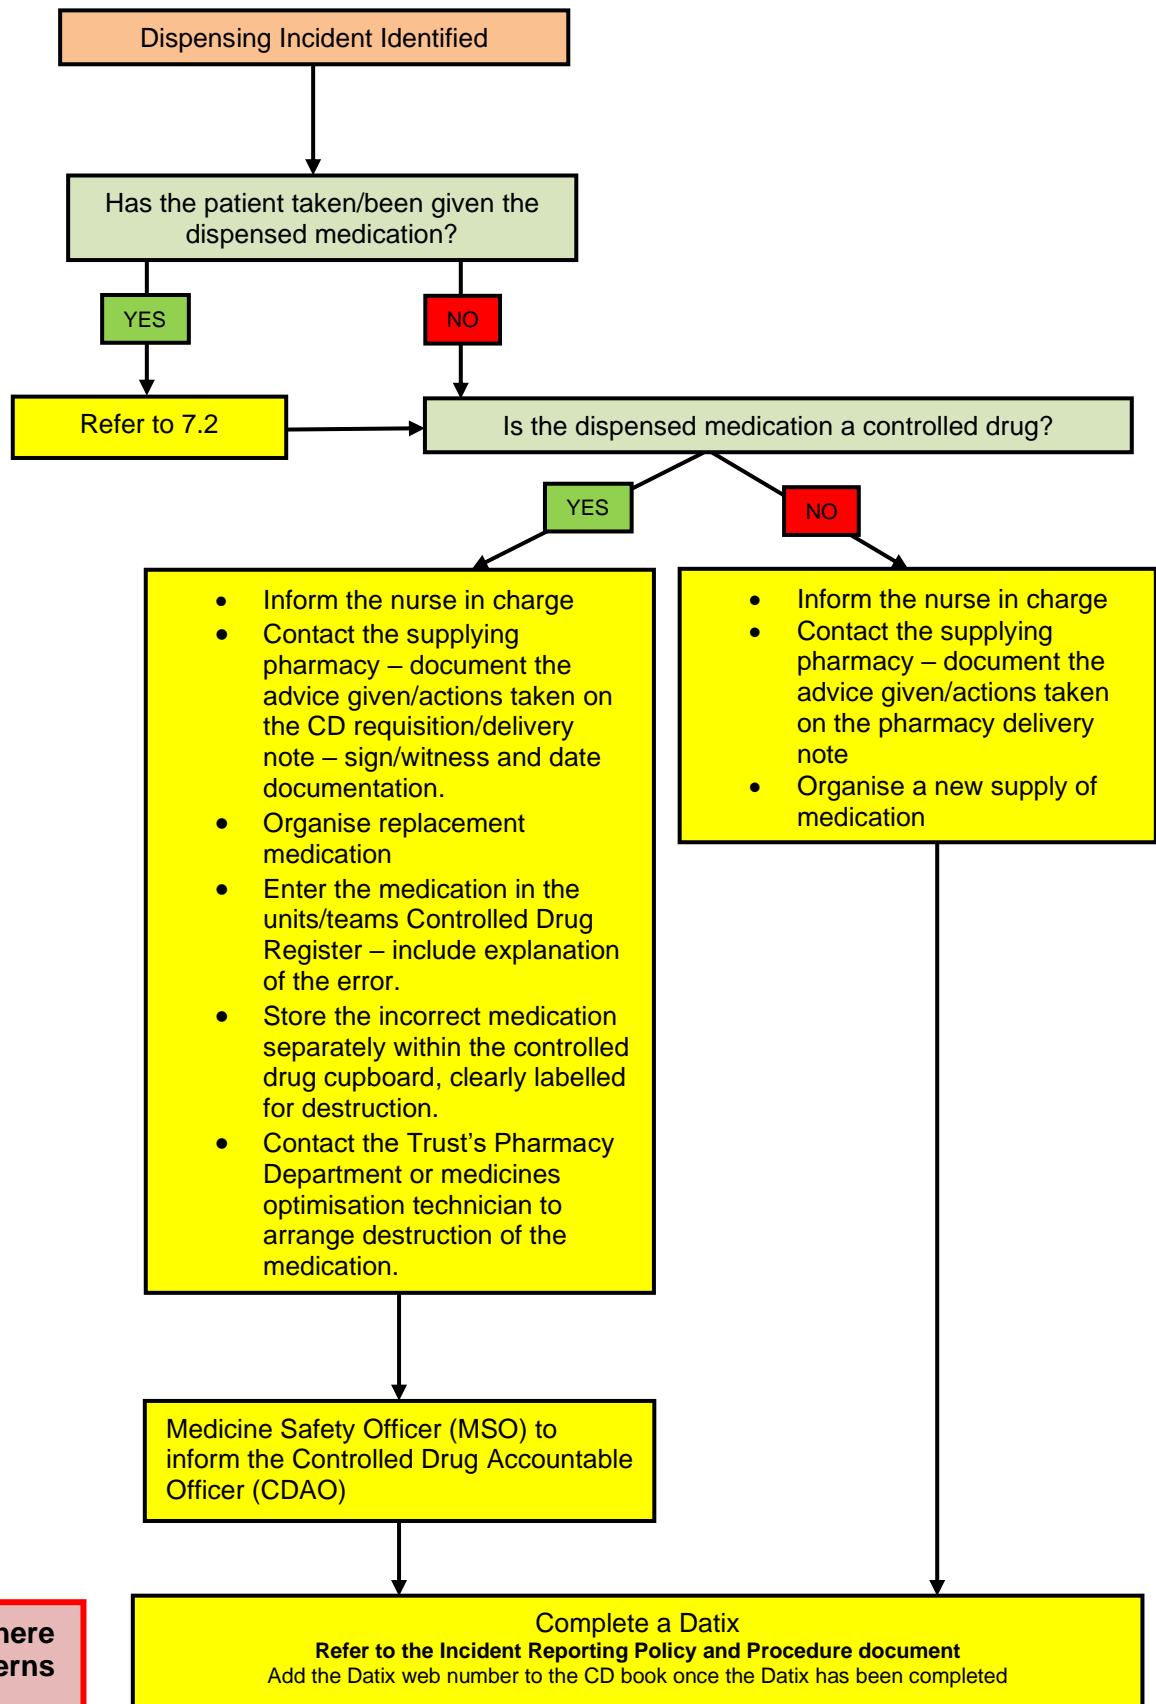 Dispensing Incident Identified
Has the patient taken/been given the
dispensed medication?
YES
NO
Refer to 7.2
Is the dispensed medication a controlled drug?
YES
NO
• Inform the nurse in charge
• Contact the supplying
pharmacy – document the
advice given/actions taken on
the CD requisition/delivery
note – sign/witness and date
documentation.
• Organise replacement
medication
• Enter the medication in the
units/teams Controlled Drug
Register – include explanation
of the error.
• Store the incorrect medication
separately within the controlled
drug cupboard, clearly labelled
for destruction.
• Contact the Trust’s Pharmacy
Department or medicines
optimisation technician to
arrange destruction of the
medication.
• Inform the nurse in charge
• Contact the supplying
pharmacy – document the
advice given/actions taken
on the pharmacy delivery
note
• Organise a new supply of
medication
Medicine Safety Officer (MSO) to
inform the Controlled Drug Accountable
Officer (CDAO)
Complete a Datix
Refer to the Incident Reporting Policy and Procedure document
Add the Datix web number to the CD book once the Datix has been completed